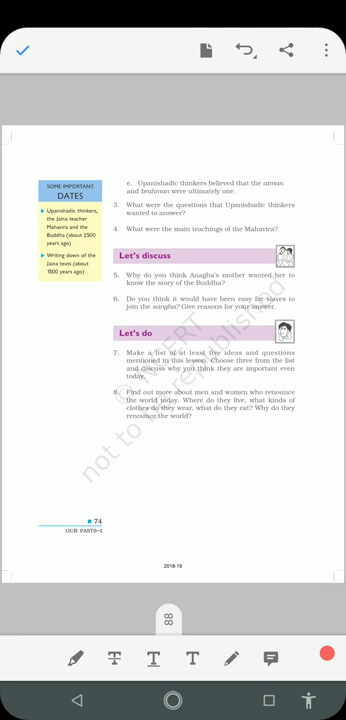 SOME IMPORTANT
DATES
Upanishadic thinkers,
the Jaina teacher
Mahavira and the
Buddha (about 2500
years ago)
Writing down of the
Jaina texts (about
1500 years ago)
e. Upanishadic thinkers believed that the atman
and brahman were ultimately one.
3. What were the questions that Upanishadic thinkers
wanted to answer?
4. What were the main teachings of the Mahavira?
Let's discuss
5. Why do you think Anagha's mother wanted her to
know the story of the Buddha?
6. Do you think it would have been easy for slaves to
join the sangha? Give reasons for your answer.
Let's do
7. Make a list of at least five ideas and questions
mentioned in this lesson. Choose three from the list
and discuss why you think they are important even
today.
8. Find out more about men and women who renounce
the world today. Where do they live, what kinds of
clothes do they wear, what do they eat? Why do they
renounce the world?
© NCERT
not to be republished
74
OUR PASTS–I
2018-19
88
T
T
T